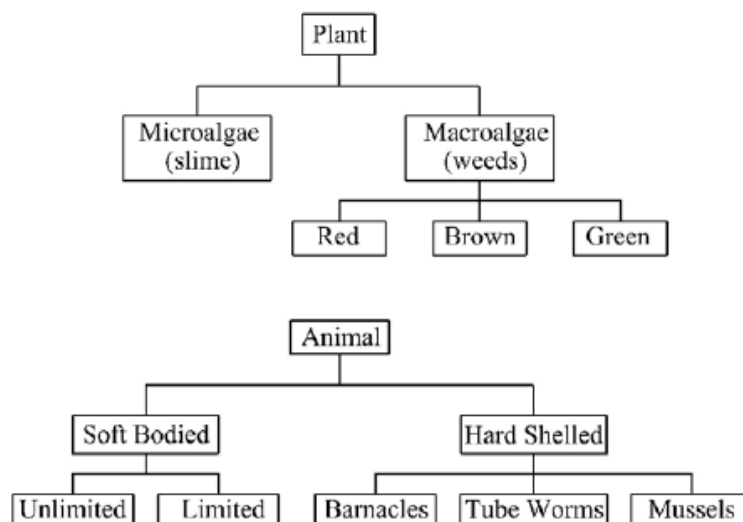 Plant
Microalgae
(slime)
Macroalgae
(weeds)
Red
Brown
Green
Animal
Soft Bodied
Hard Shelled
Unlimited
Limited
Barnacles
Tube Worms
Mussels